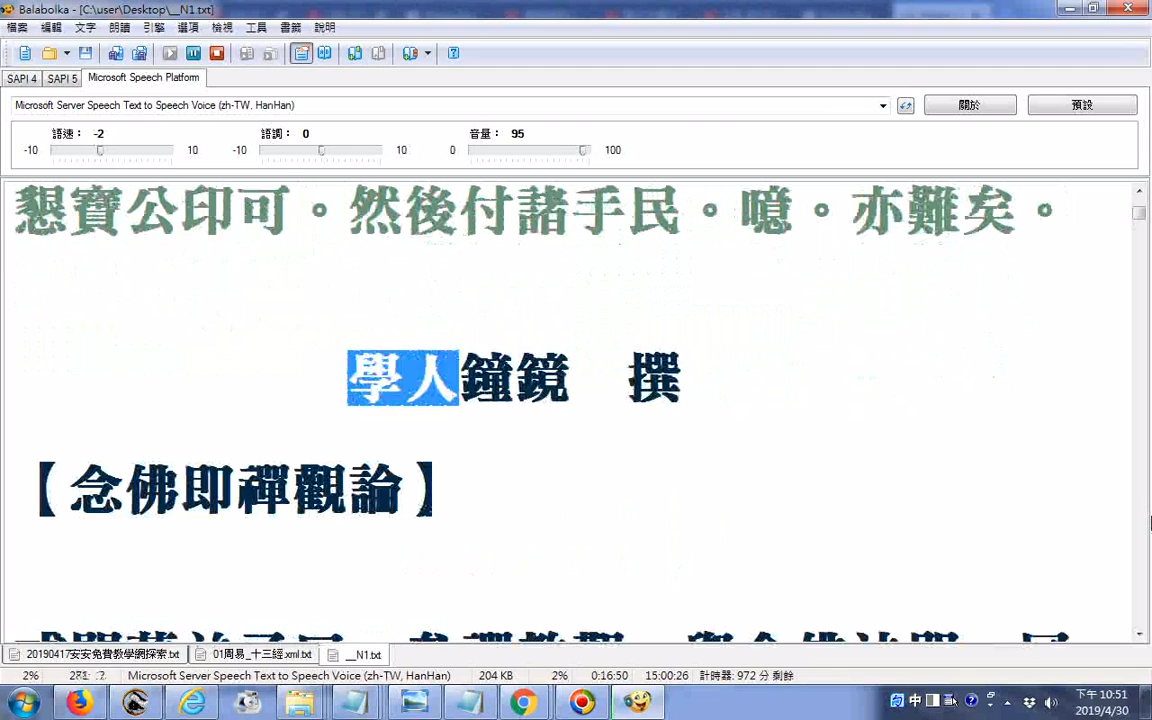 Balabolka - [C:\user\Desktop\__N1.txt]
檔案 編輯 文字 朗讀 引擎 選項 檢視 工具 書籤 說明
SAPI 4 SAPI 5 Microsoft Speech Platform
Microsoft Server Speech Text to Speech Voice (zh-TW, HanHan) 關於 預設
語速： -2 語調： 0 音量： 95
-10 10 -10 10 0 100
懇寶公印可。然後付諸手民。噫。亦難矣。
學人鐘鏡　撰
【念佛即禪觀論】
20190417安安免費教學網探索.txt 01周易_十三經.xml.txt __N1.txt
2% Microsoft Server Speech Text to Speech Voice (zh-TW, HanHan) 204 KB 2% 0:16:50 15:00:26 計時器: 972 分 剩餘
中 下午 10:51
2019/4/30